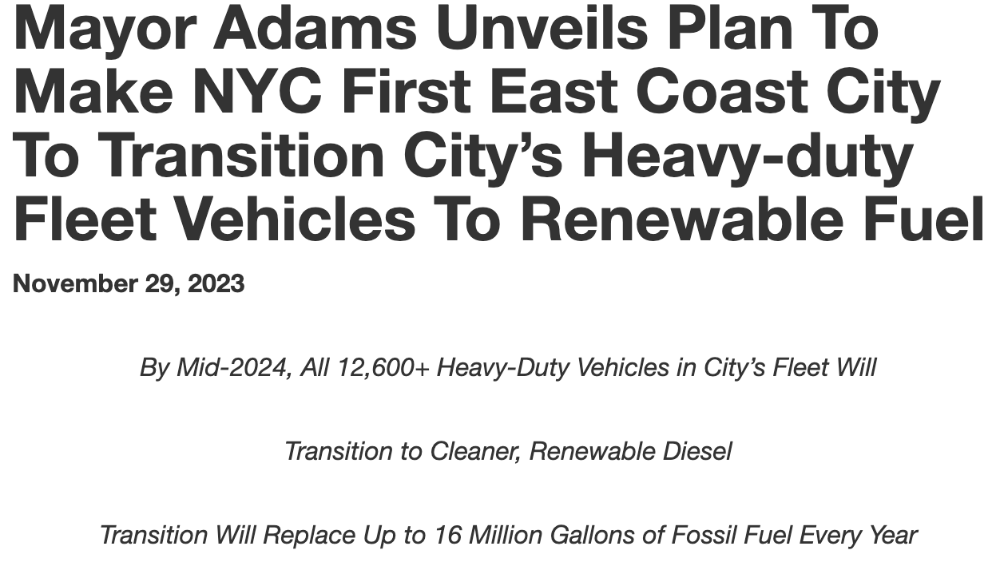 Mayor Adams Unveils Plan To
Make NYC First East Coast City
To Transition City’s Heavy-duty
Fleet Vehicles To Renewable Fuel
November 29, 2023
By Mid-2024, All 12,600+ Heavy-Duty Vehicles in City’s Fleet Will
Transition to Cleaner, Renewable Diesel
Transition Will Replace Up to 16 Million Gallons of Fossil Fuel Every Year